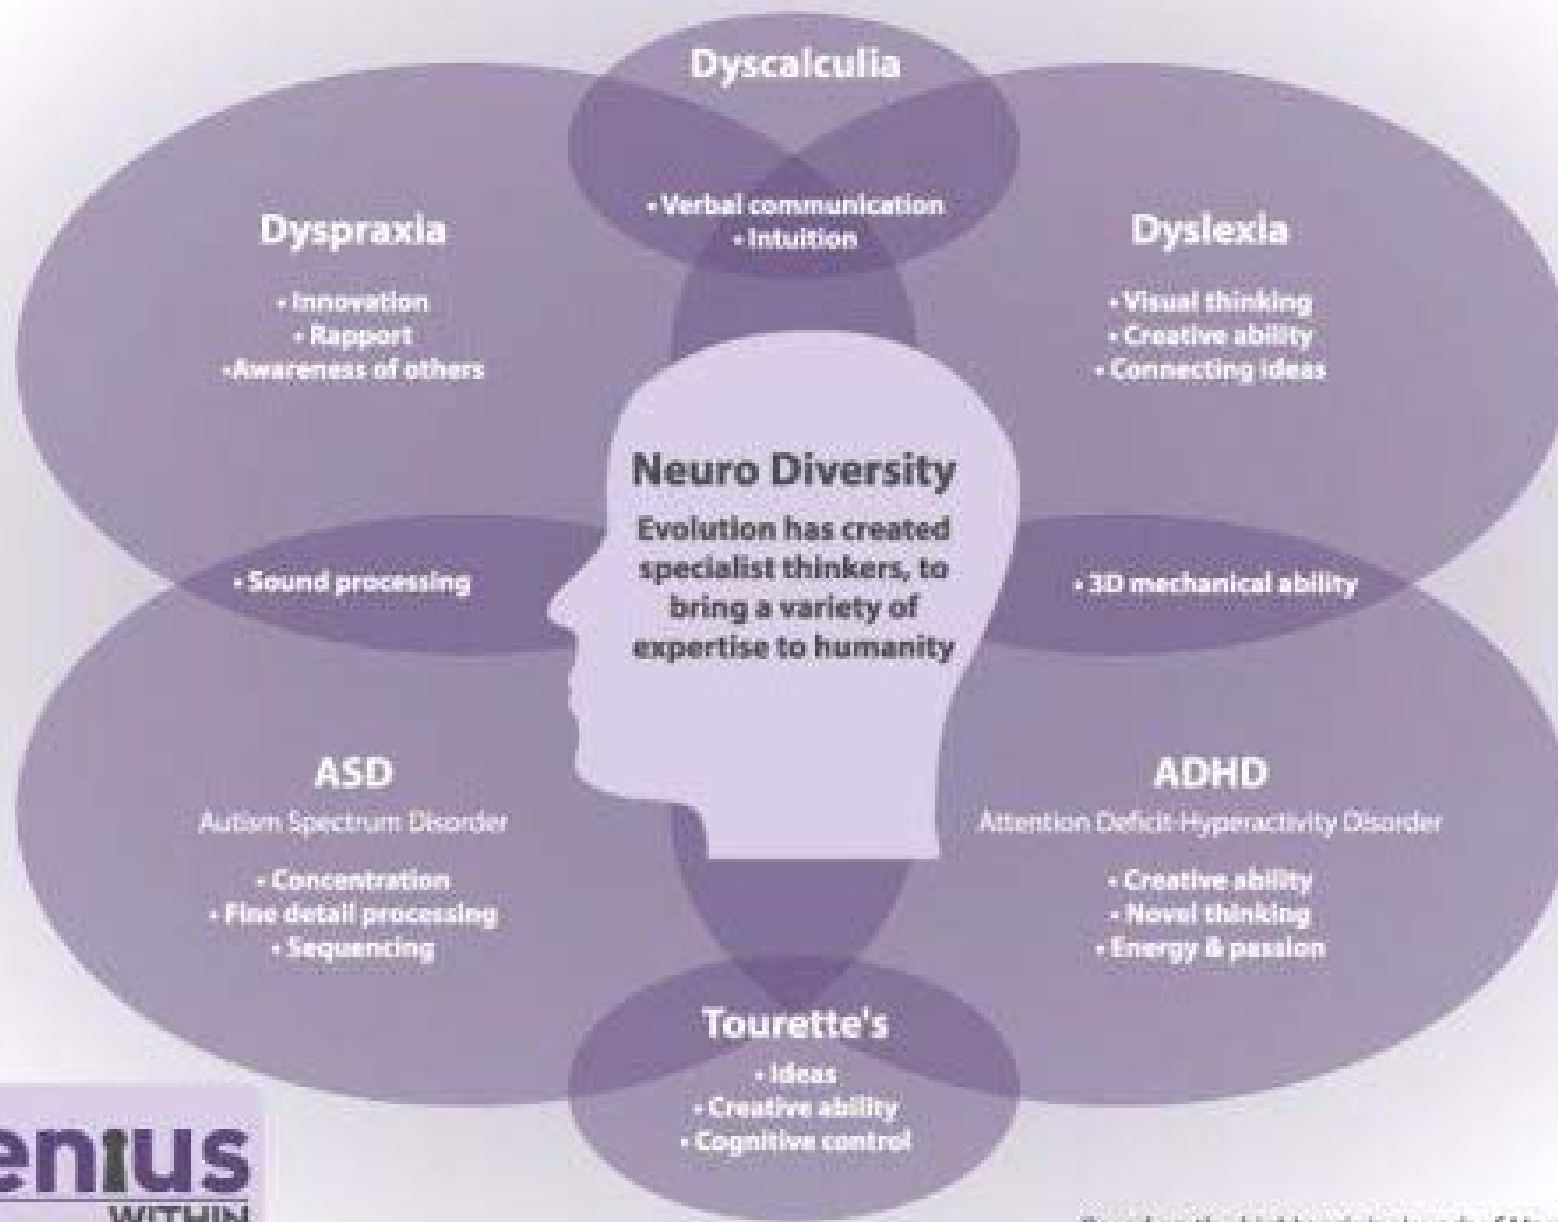 Dyscalculia
• Verbal communication
• Intuition
Dyspraxia
• Innovation
• Rapport
•Awareness of others
Dyslexia
• Visual thinking
• Creative ability
• Connecting ideas
Neuro Diversity
Evolution has created
specialist thinkers, to
bring a variety of
expertise to humanity
• Sound processing
• 3D mechanical ability
ASD
Autism Spectrum Disorder
• Concentration
• Fine detail processing
• Sequencing
ADHD
Attention Deficit Hyperactivity Disorder
• Creative ability
• Novel thinking
• Energy & passion
Tourette's
• Ideas
• Creative ability
• Cognitive control
enius
WITHIN